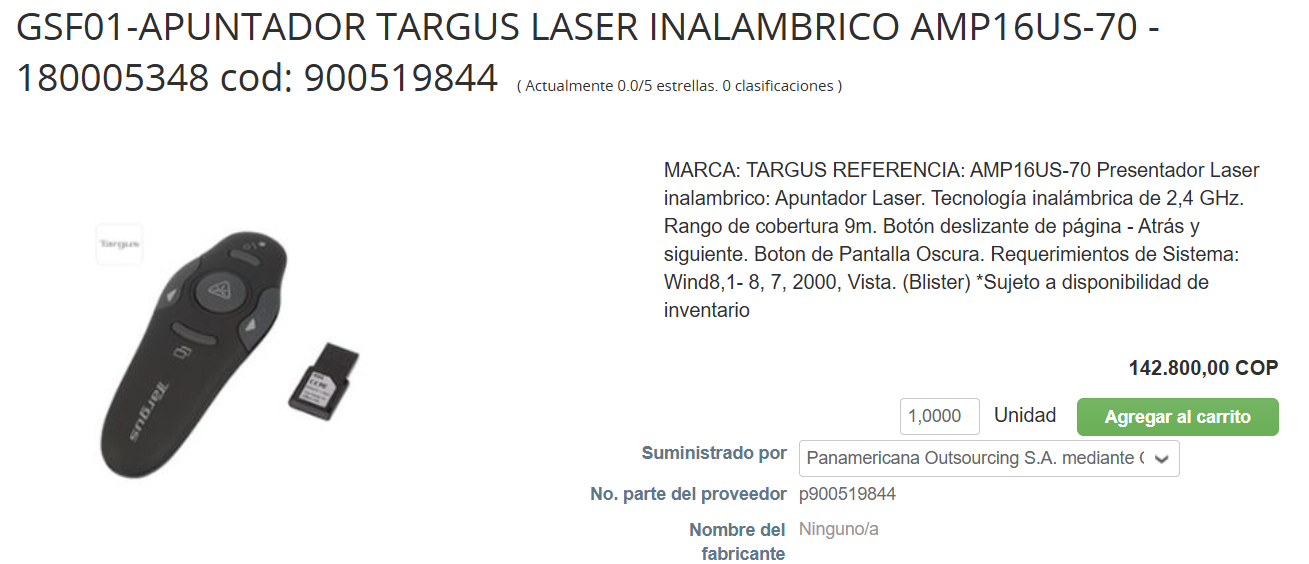 GSF01-APUNTADOR TARGUS LASER INALAMBRICO AMP16US-70 -
180005348 cod: 900519844 ( Actualmente 0.0/5 estrellas. 0 clasificaciones )
Targus
Targus
MARCA: TARGUS REFERENCIA: AMP16US-70 Presentador Laser
inalambrico: Apuntador Laser. Tecnología inalámbrica de 2,4 GHz.
Rango de cobertura 9m. Botón deslizante de página - Atrás y
siguiente. Boton de Pantalla Oscura. Requerimientos de Sistema:
Wind8,1- 8, 7, 2000, Vista. (Blister) *Sujeto a disponibilidad de
inventario
142.800,00 COP
1,0000 Unidad Agregar al carrito
Suministrado por Panamericana Outsourcing S.A. mediante
No. parte del proveedor p900519844
Nombre del Ninguno/a
fabricante